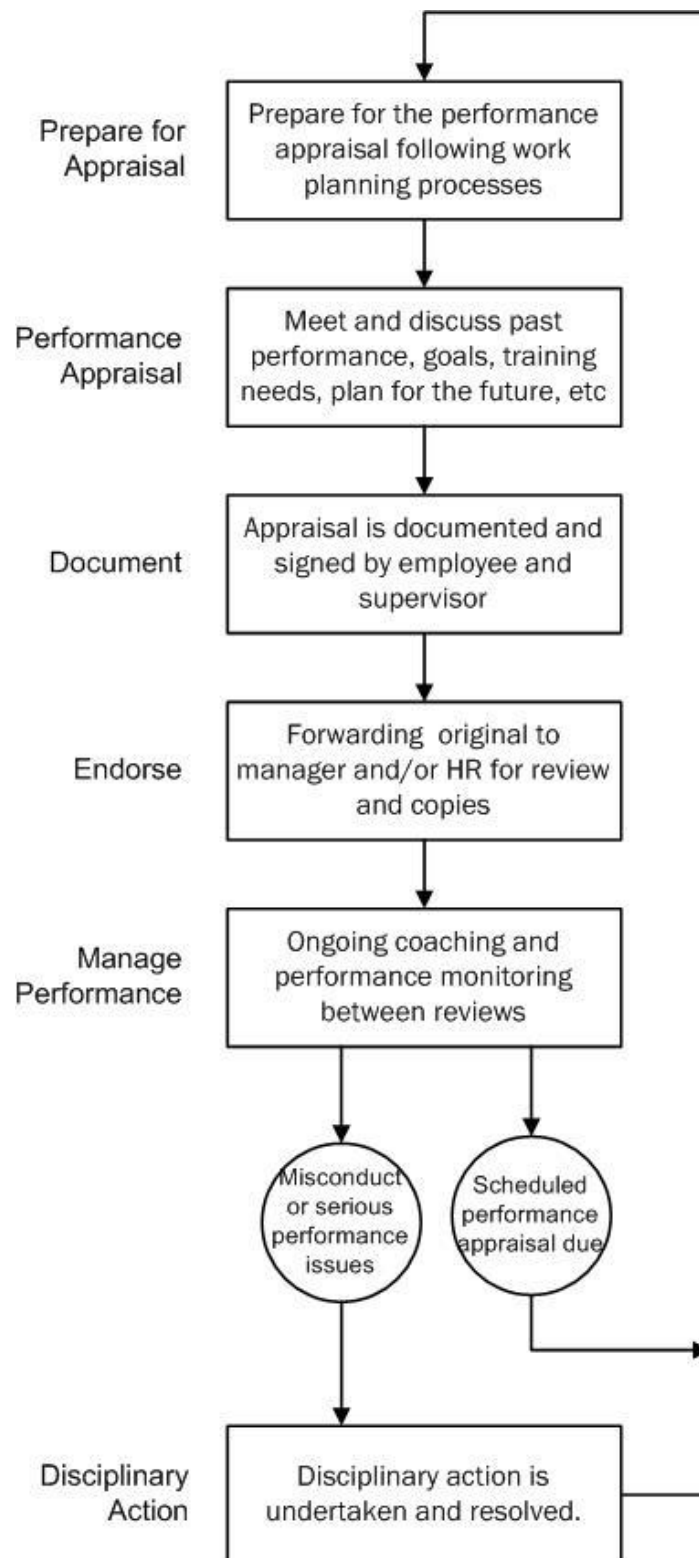 Prepare for
Appraisal
Prepare for the performance
appraisal following work
planning processes
Performance
Appraisal
Meet and discuss past
performance, goals, training
needs, plan for the future, etc
Document
Appraisal is documented and
signed by employee and
supervisor
Endorse
Forwarding original to
manager and/or HR for review
and copies
Manage
Performance
Ongoing coaching and
performance monitoring
between reviews
Misconduct
or serious
performance
issues
Scheduled
performance
appraisal due
Disciplinary
Action
Disciplinary action is
undertaken and resolved.